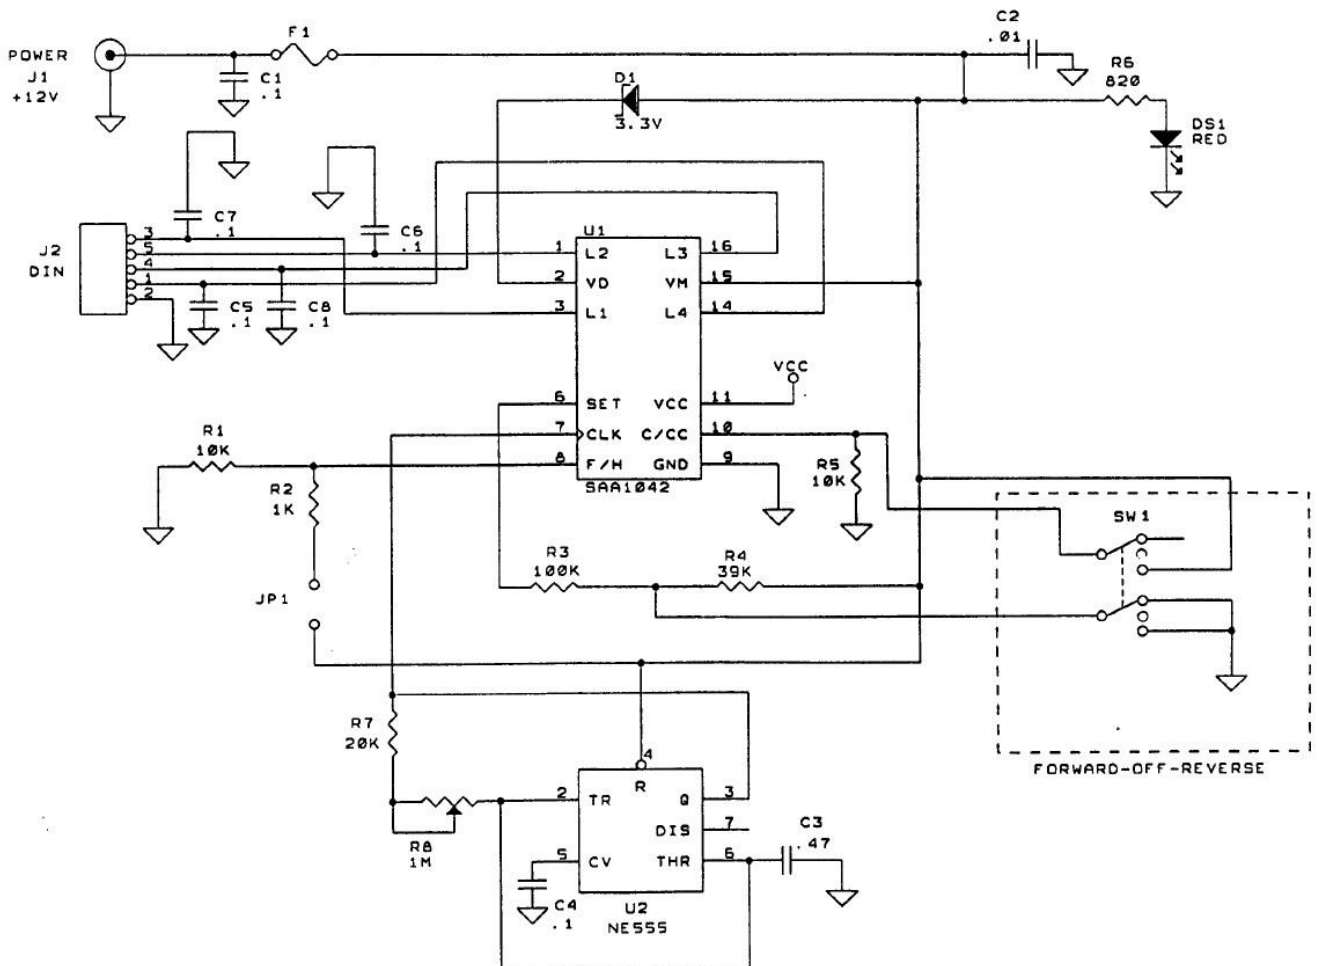 C2
.01
F1
POWER
J1
+12V
C1
.1
D1
3.3V
R6
820
DS1
RED
C7
.1
C6
.1
J2
DIN
3
5
4
1
2
C5
.1
C8
.1
U1
1 L2 L3 16
2 VD VM 15
3 L1 L4 14
VCC
6 SET VCC 11
7 CLK C/CC 10
8 F/H GND 9
SAA1042
R1
10K
R2
1K
R5
10K
SW1
R3
100K
R4
39K
JP1
FORWARD-OFF-REVERSE
R7
20K
4
R
2 TR Q 3
DIS 7
5 CV THR 6
R8
1M
C3
.47
C4
.1
U2
NE555